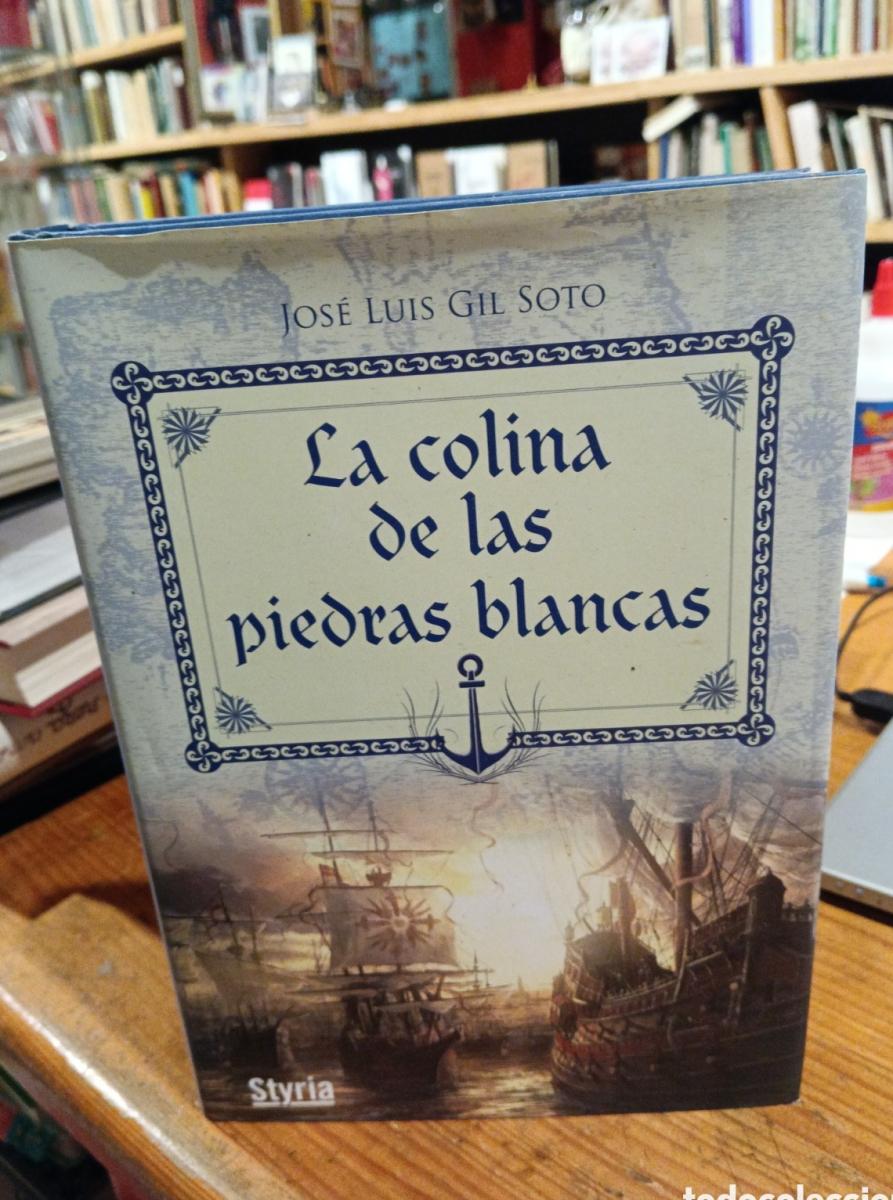 José Luis Gil Soto
La colina
de las
piedras blancas
Styria